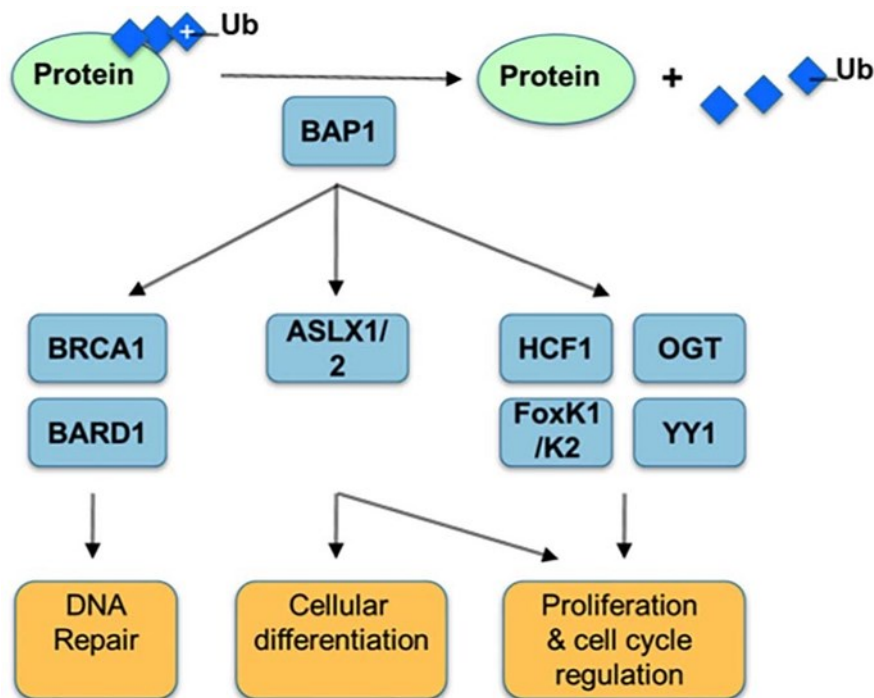 Protein
+
Ub
Protein
+
Ub
BAP1
BRCA1
ASLX1/
2
HCF1
OGT
BARD1
FoxK1
/K2
YY1
DNA
Repair
Cellular
differentiation
Proliferation
& cell cycle
regulation